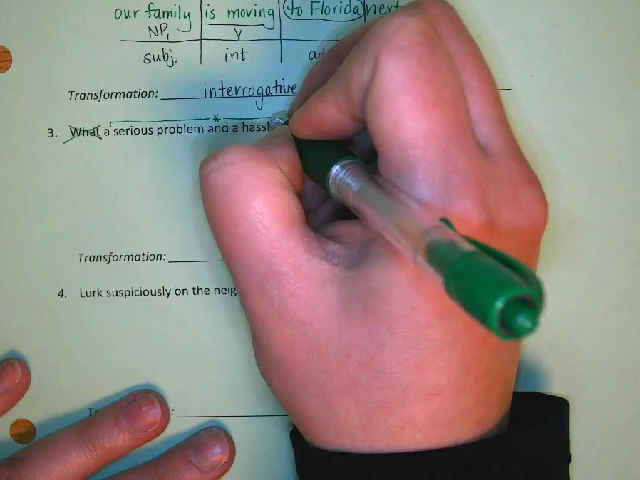 our family is moving to Florida next
NP₁ V
subj. int
Transformation: interrogative
3. What a serious problem and a hassl
Transformation:
4. Lurk suspiciously on the neig